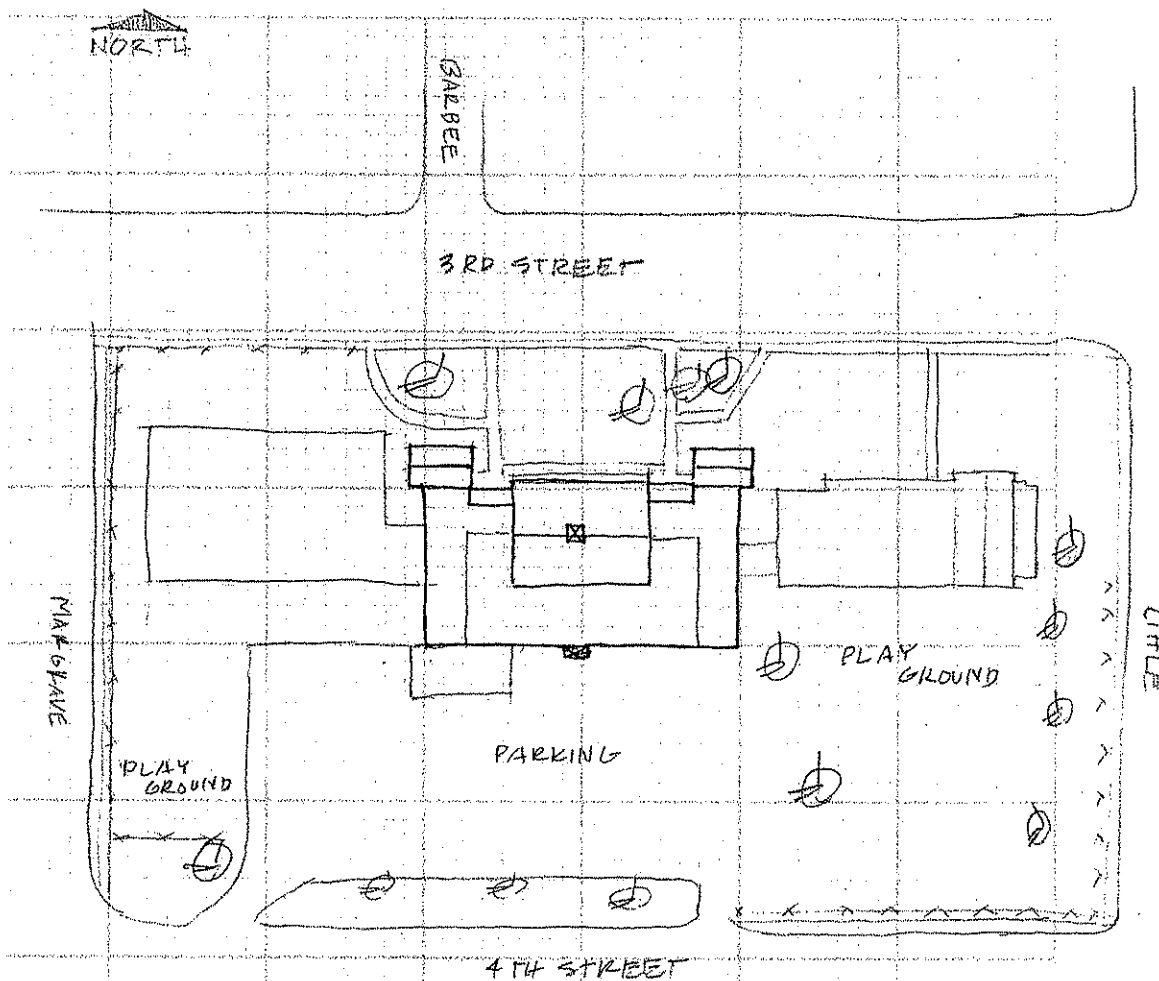 NORTH
BARBEE
3RD STREET
MARGRAVE
LITTLE
PLAY
GROUND
PARKING
PLAY
GROUND
4TH STREET